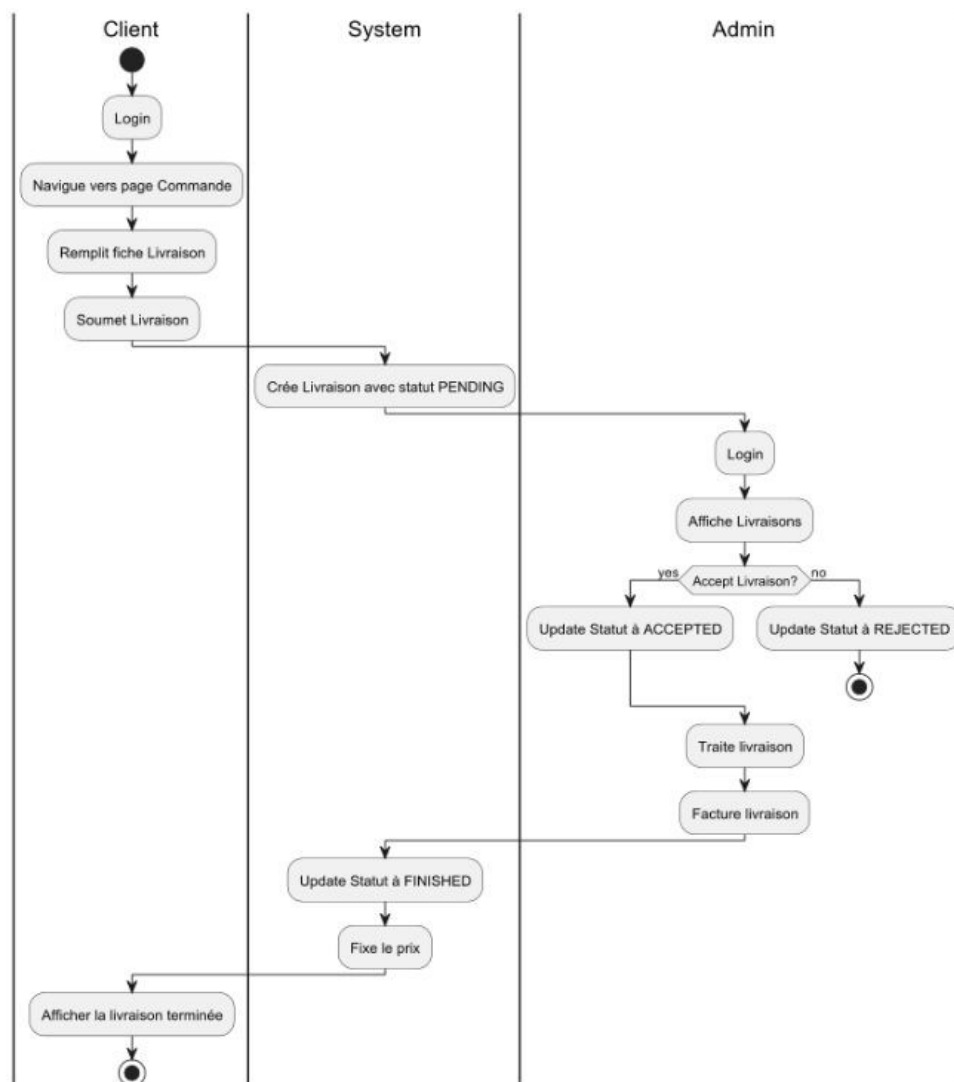 Client
System
Admin
Login
Navigue vers page Commande
Remplit fiche Livraison
Soumet Livraison
Crée Livraison avec statut PENDING
Login
Affiche Livraisons
yes
Accept Livraison?
no
Update Statut à ACCEPTED
Update Statut à REJECTED
Traite livraison
Facture livraison
Update Statut à FINISHED
Fixe le prix
Afficher la livraison terminée